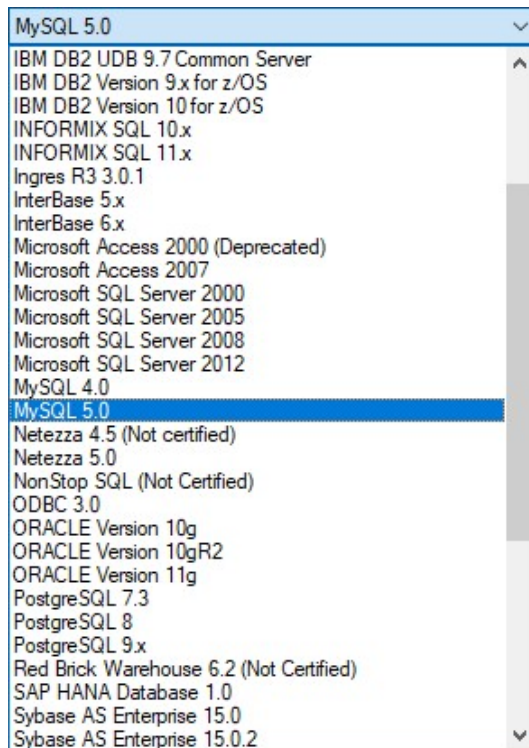 MySQL 5.0
IBM DB2 UDB 9.7 Common Server
IBM DB2 Version 9.x for z/OS
IBM DB2 Version 10 for z/OS
INFORMIX SQL 10.x
INFORMIX SQL 11.x
Ingres R3 3.0.1
InterBase 5.x
InterBase 6.x
Microsoft Access 2000 (Deprecated)
Microsoft Access 2007
Microsoft SQL Server 2000
Microsoft SQL Server 2005
Microsoft SQL Server 2008
Microsoft SQL Server 2012
MySQL 4.0
MySQL 5.0
Netezza 4.5 (Not certified)
Netezza 5.0
NonStop SQL (Not Certified)
ODBC 3.0
ORACLE Version 10g
ORACLE Version 10gR2
ORACLE Version 11g
PostgreSQL 7.3
PostgreSQL 8
PostgreSQL 9.x
Red Brick Warehouse 6.2 (Not Certified)
SAP HANA Database 1.0
Sybase AS Enterprise 15.0
Sybase AS Enterprise 15.0.2